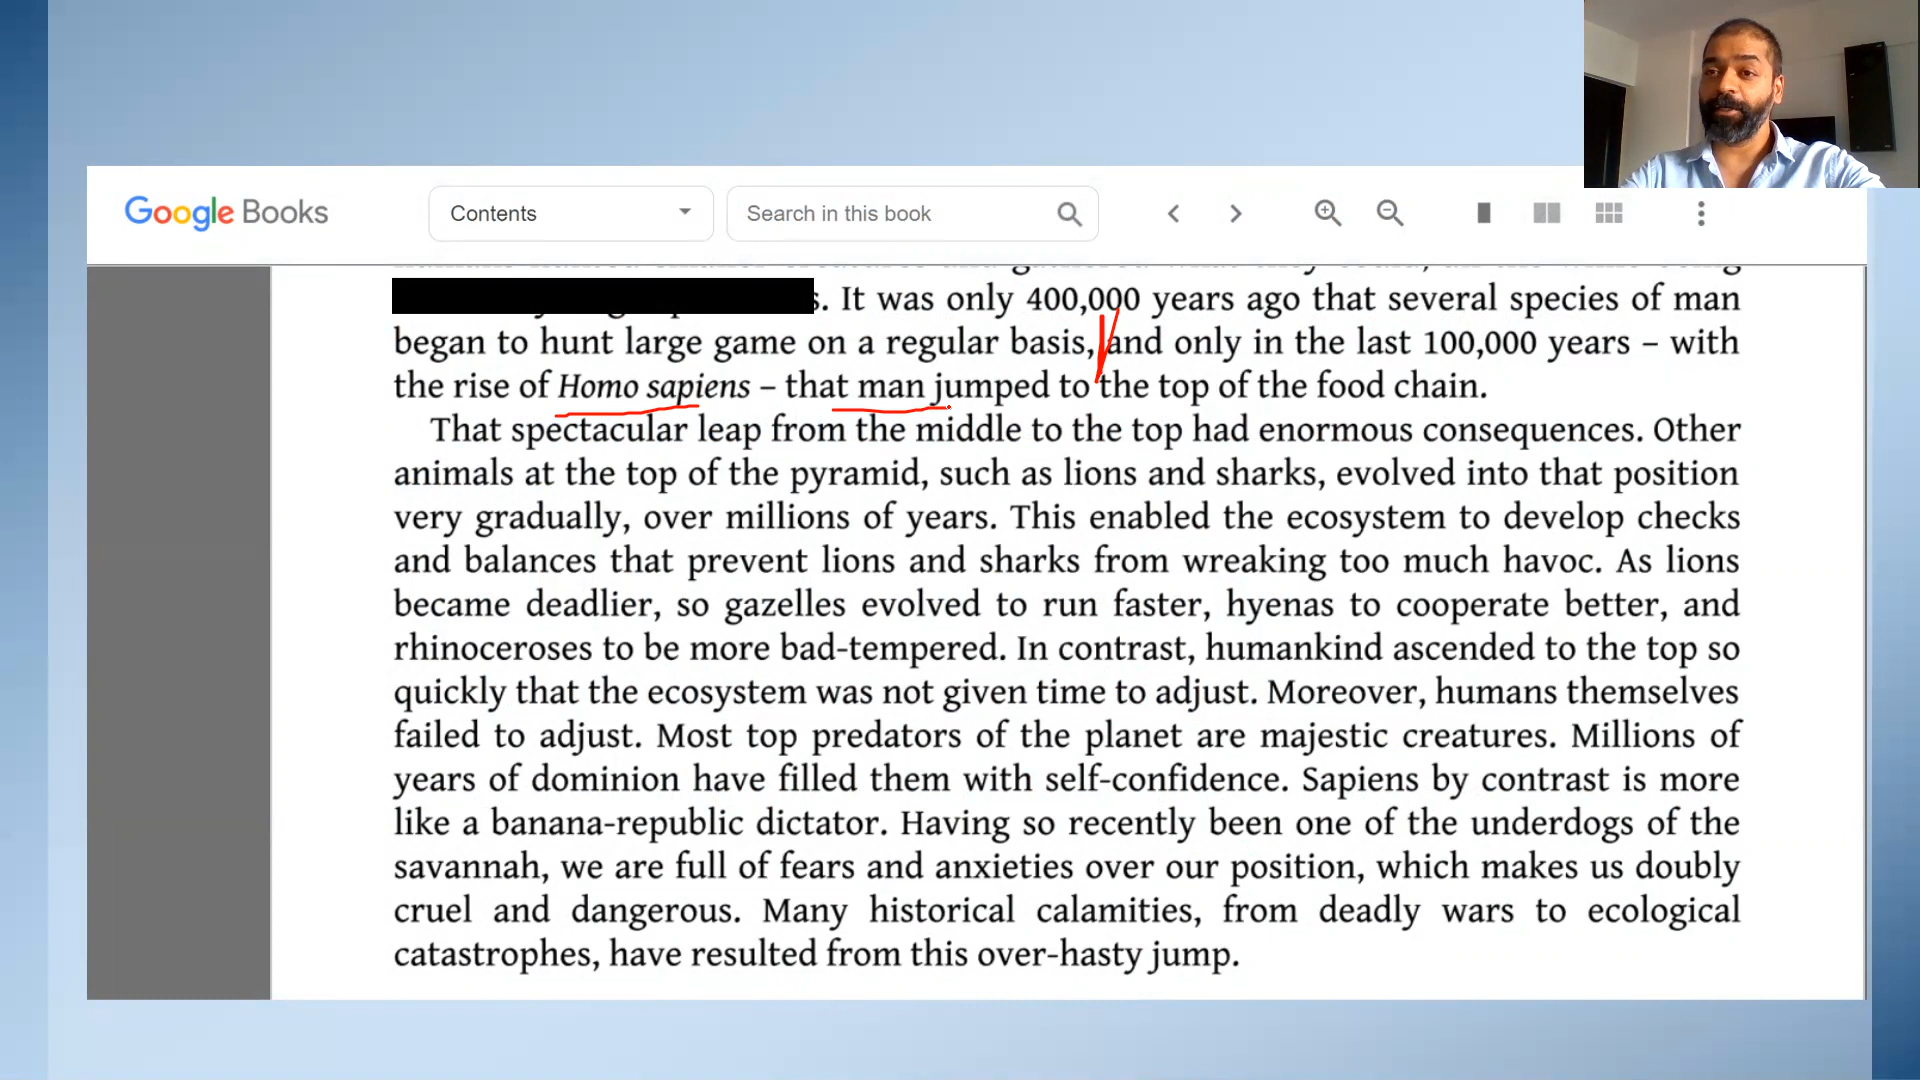 Google Books
Contents
Search in this book
s. It was only 400,000 years ago that several species of man
began to hunt large game on a regular basis, and only in the last 100,000 years – with
the rise of Homo sapiens – that man jumped to the top of the food chain.
That spectacular leap from the middle to the top had enormous consequences. Other
animals at the top of the pyramid, such as lions and sharks, evolved into that position
very gradually, over millions of years. This enabled the ecosystem to develop checks
and balances that prevent lions and sharks from wreaking too much havoc. As lions
became deadlier, so gazelles evolved to run faster, hyenas to cooperate better, and
rhinoceroses to be more bad-tempered. In contrast, humankind ascended to the top so
quickly that the ecosystem was not given time to adjust. Moreover, humans themselves
failed to adjust. Most top predators of the planet are majestic creatures. Millions of
years of dominion have filled them with self-confidence. Sapiens by contrast is more
like a banana-republic dictator. Having so recently been one of the underdogs of the
savannah, we are full of fears and anxieties over our position, which makes us doubly
cruel and dangerous. Many historical calamities, from deadly wars to ecological
catastrophes, have resulted from this over-hasty jump.